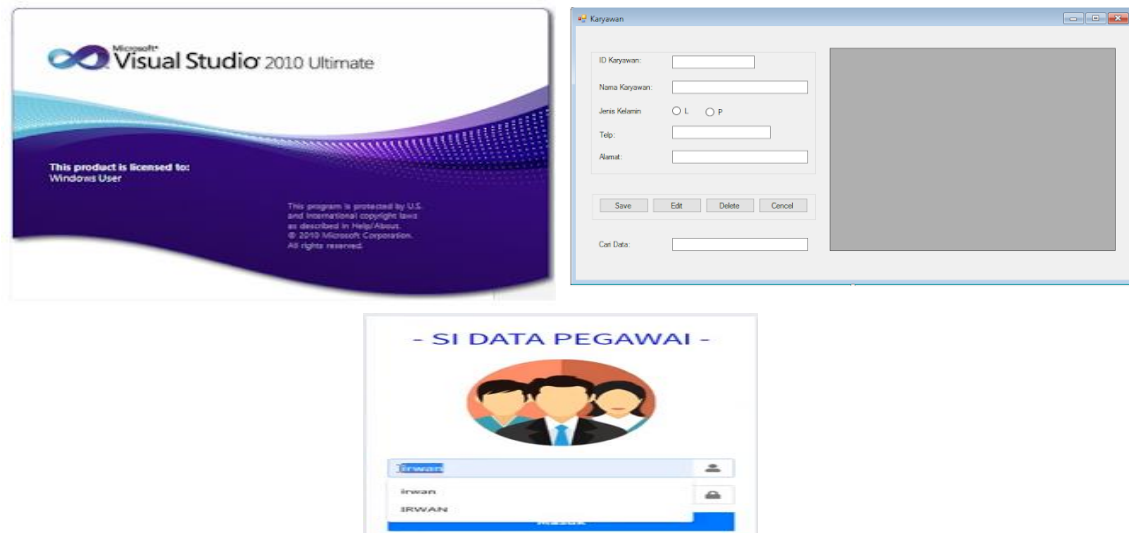 Microsoft®
Visual Studio® 2010 Ultimate
This product is licensed to:
Windows User
This program is protected by U.S.
and International copyright laws
as described in Help/About.
© 2010 Microsoft Corporation.
All rights reserved.
Karyawan
ID Karyawan:
Nama Karyawan:
Jenis Kelamin L P
Telp:
Alamat:
Save Edit Delete Cencel
Cari Data:
- SI DATA PEGAWAI -
irwan
irwan
IRWAN
Masuk